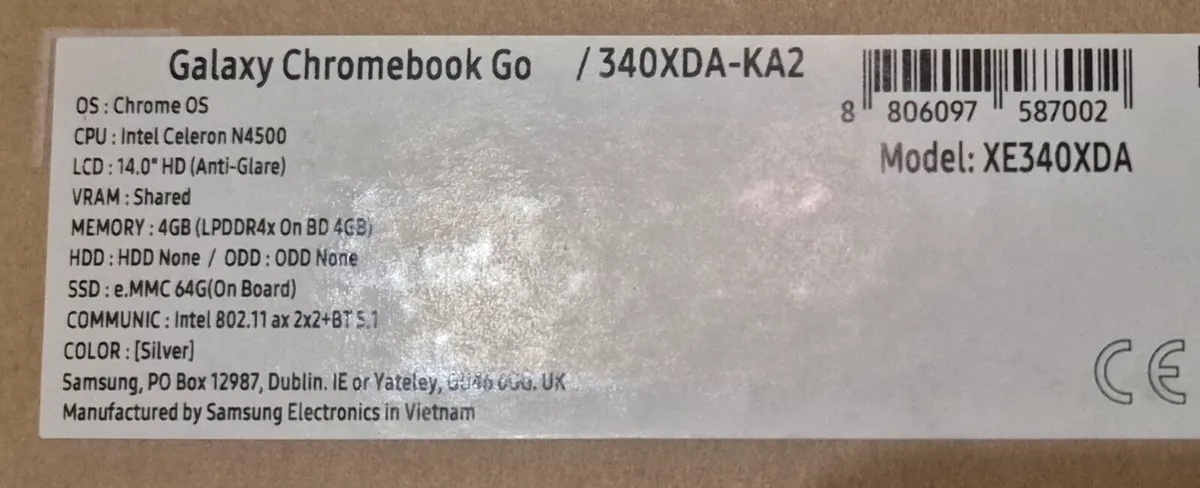 Galaxy Chromebook Go / 340XDA-KA2
8 806097 587002
Model: XE340XDA
OS : Chrome OS
CPU : Intel Celeron N4500
LCD : 14.0" HD (Anti-Glare)
VRAM : Shared
MEMORY : 4GB (LPDDR4x On BD 4GB)
HDD : HDD None / ODD : ODD None
SSD : e.MMC 64G(On Board)
COMMUNIC : Intel 802.11 ax 2x2+BT 5.1
COLOR : [Silver]
Samsung, PO Box 12987, Dublin. IE or Yateley, GU46 6GG. UK
Manufactured by Samsung Electronics in Vietnam
CE